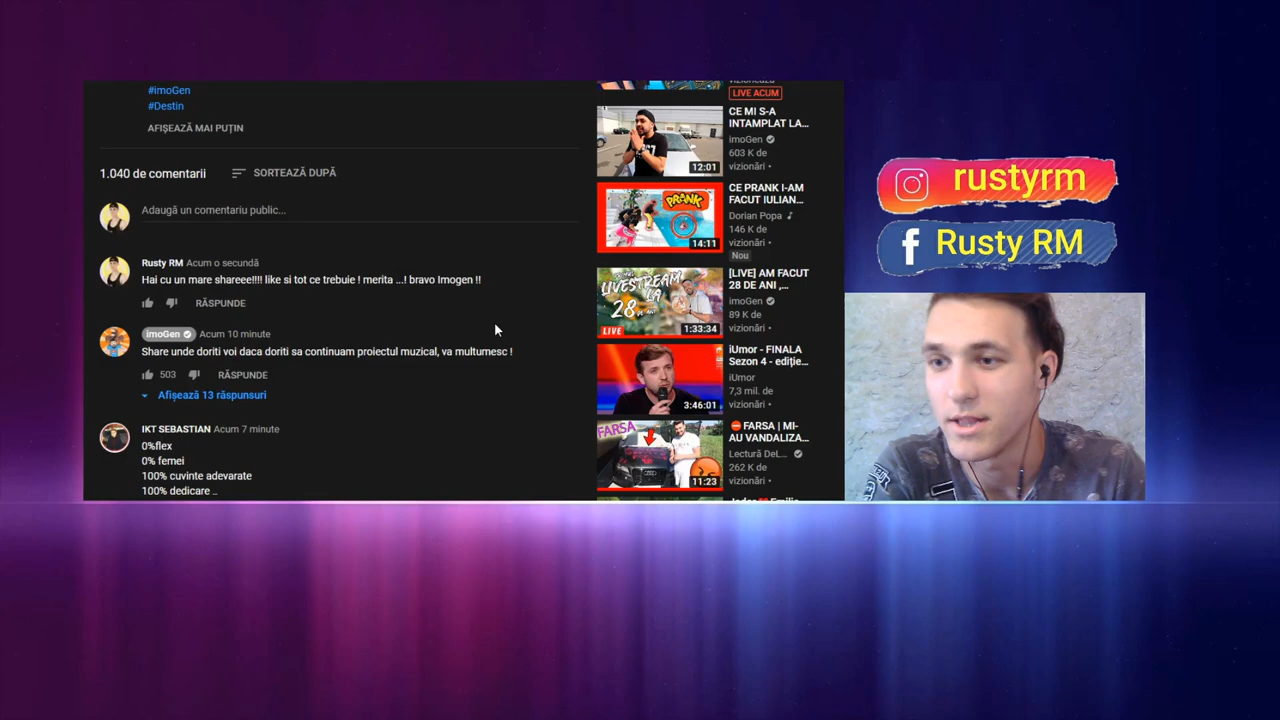 #imoGen
#Destin
AFIȘEAZĂ MAI PUȚIN
1.040 de comentarii
SORTEAZĂ DUPĂ
Adaugă un comentariu public...
Rusty RM Acum o secundă
Hai cu un mare shareee!!!! like si tot ce trebuie ! merita ...! bravo Imogen !!
RĂSPUNDE
imoGen Acum 10 minute
Share unde doriti voi daca doriti sa continuam proiectul muzical, va multumesc !
503 RĂSPUNDE
Afișează 13 răspunsuri
IKT SEBASTIAN Acum 7 minute
0%flex
0% femei
100% cuvinte adevarate
100% dedicare ..
LIVE ACUM
CE MI S-A
INTAMPLAT LA...
imoGen
603 K de
vizionări •
12:01
CE PRANK I-AM
FACUT IULIAN...
Dorian Popa
146 K de
vizionări •
Nou
PRANK
14:11
[LIVE] AM FACUT
28 DE ANI ,...
imoGen
89 K de
vizionări •
LIVESTREAM
LA
28
LIVE
1:33:34
iUmor - FINALA
Sezon 4 - ediție...
iUmor
7,3 mil. de
vizionări •
3:46:01
FARSA | MI-
AU VANDALIZA...
Lectură DeL...
262 K de
vizionări •
FARSA
11:23
rustyrm
Rusty RM